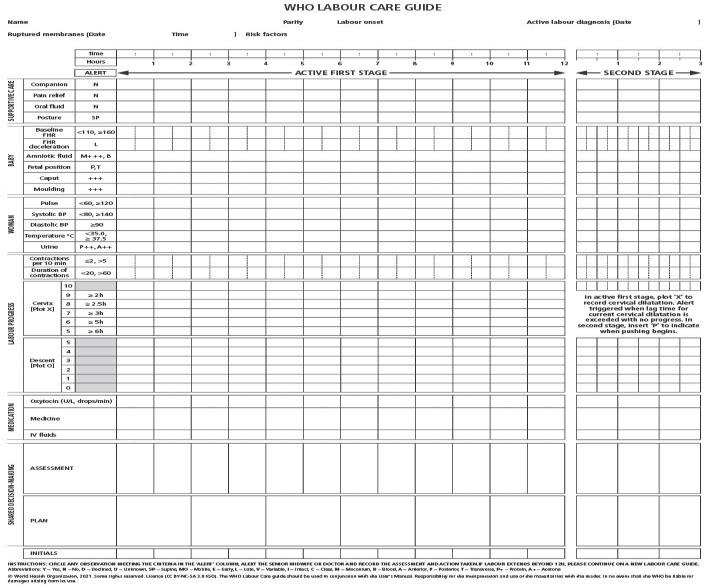 WHO LABOUR CARE GUIDE
Name Parity Labour onset Active labour diagnosis [Date ]
Ruptured membranes [Date Time ] Risk factors
Time : : : : : : : : : : : : : : :
Hours 1 2 3 4 5 6 7 8 9 10 11 12 1 2 3
ALERT ACTIVE FIRST STAGE SECOND STAGE
SUPPORTIVE CARE
Companion N
Pain relief N
Oral fluid N
Posture SP
BABY
Baseline FHR <110, ≥160
FHR deceleration L
Amniotic fluid M+++, B
Fetal position P,T
Caput +++
Moulding +++
WOMAN
Pulse <60, ≥120
Systolic BP <80, ≥140
Diastolic BP ≥90
Temperature °C <35.0, ≥ 37.5
Urine P++, A++
LABOUR PROGRESS
Contractions per 10 min ≤2, >5
Duration of contractions <20, >60
Cervix [Plot X]
10
9 ≥ 2h
8 ≥ 2.5h
7 ≥ 3h
6 ≥ 5h
5 ≥ 6h
In active first stage, plot 'X' to
record cervical dilatation. Alert
triggered when lag time for
current cervical dilatation is
exceeded with no progress. In
second stage, insert 'P' to indicate
when pushing begins.
Descent [Plot O]
5
4
3
2
1
0
MEDICATION
Oxytocin (U/L, drops/min)
Medicine
IV fluids
SHARED DECISION-MAKING
ASSESSMENT
PLAN
INITIALS
INSTRUCTIONS: CIRCLE ANY OBSERVATION MEETING THE CRITERIA IN THE 'ALERT' COLUMN, ALERT THE SENIOR MIDWIFE OR DOCTOR AND RECORD THE ASSESSMENT AND ACTION TAKEN. IF LABOUR EXTENDS BEYOND 12H, PLEASE CONTINUE ON A NEW LABOUR CARE GUIDE.
Abbreviations: Y – Yes, N – No, D – Declined, U – Unknown, SP – Supine, MO – Mobile, E – Early, L – Late, V – Variable, I – Intact, C – Clear, M – Meconium, B – Blood, A – Anterior, P – Posterior, T – Transverse, P+ – Protein, A+ – Acetone
© World Health Organization, 2021. Some rights reserved. Licence (CC BY-NC-SA 3.0 IGO). The WHO Labour Care guide should be used in conjunction with the User's Manual. Responsibility for the interpretation and use of the material lies with the reader. In no event shall the WHO be liable for
damages arising from its use.